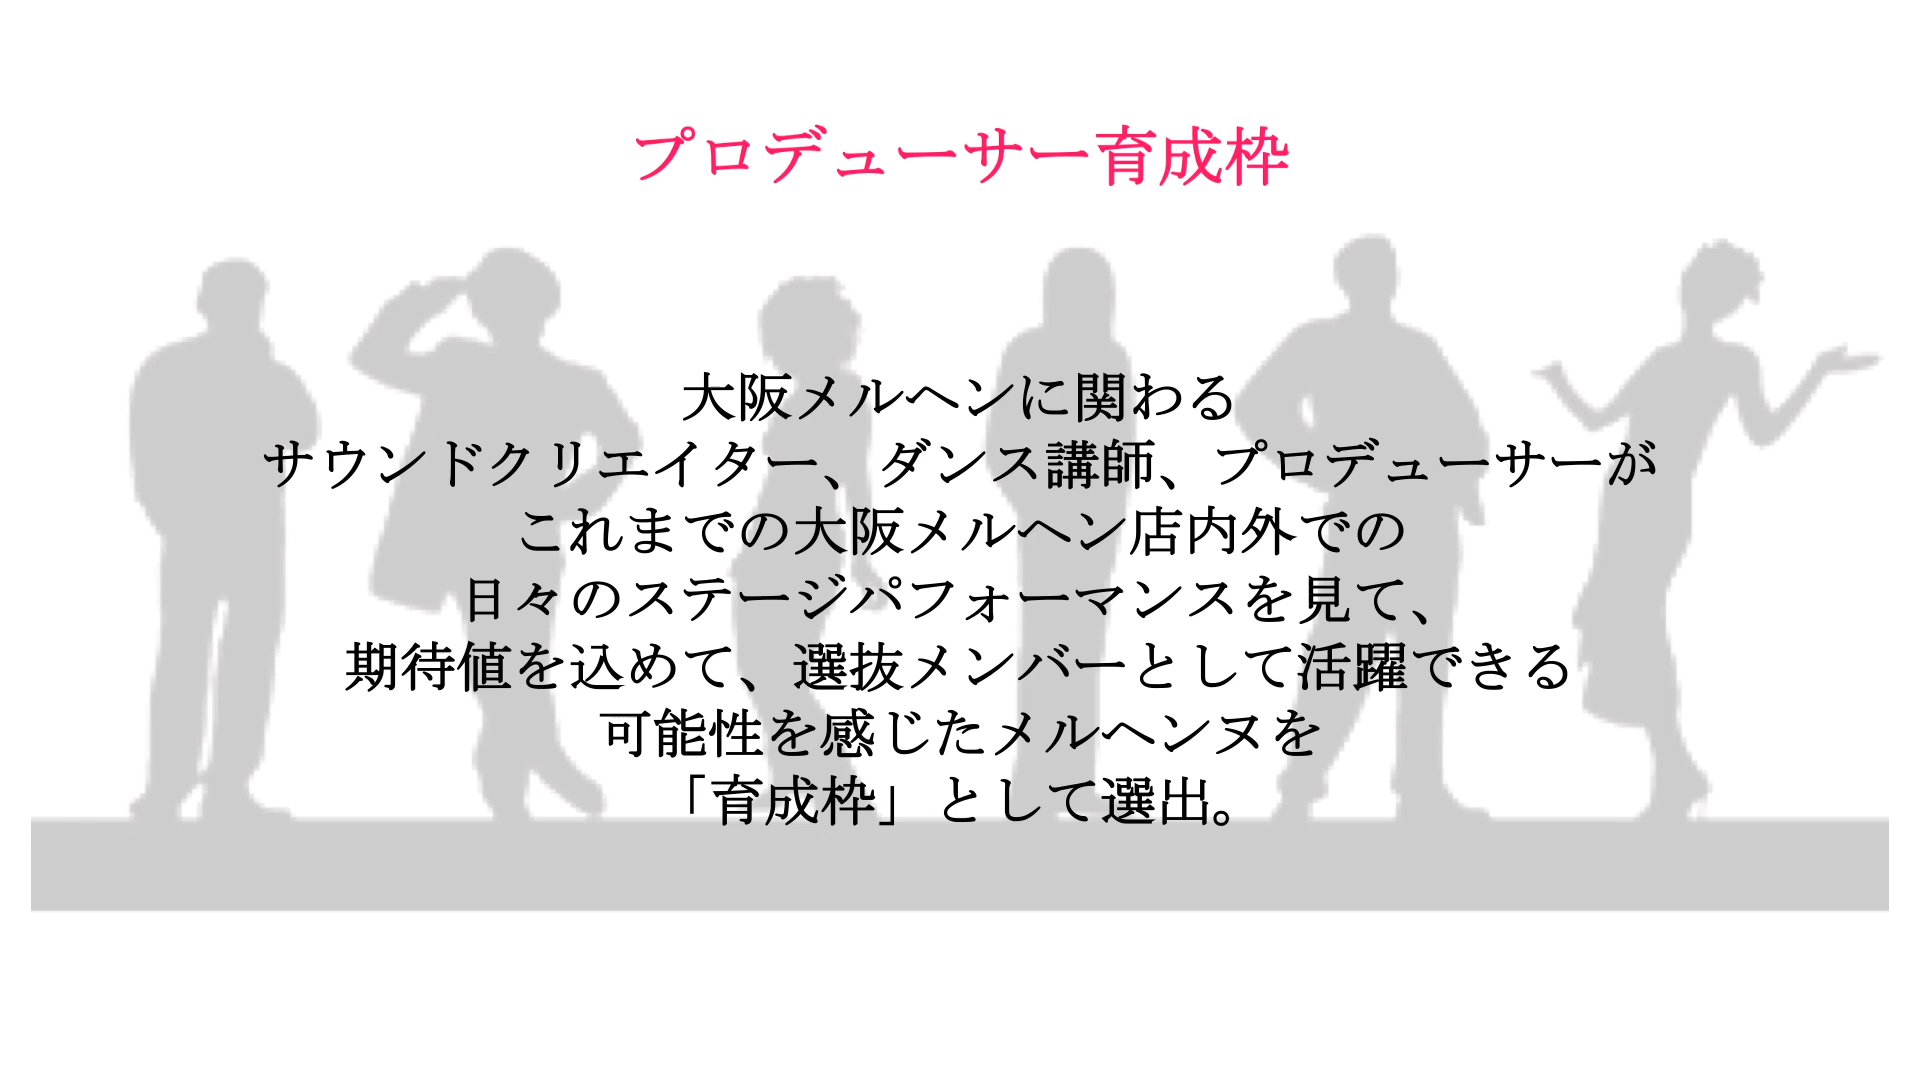 プロデューサー育成枠
大阪メルヘンに関わる
サウンドクリエイター、ダンス講師、プロデューサーが
これまでの大阪メルヘン店内外での
日々のステージパフォーマンスを見て、
期待値を込めて、選抜メンバーとして活躍できる
可能性を感じたメルヘンヌを
「育成枠」として選出。